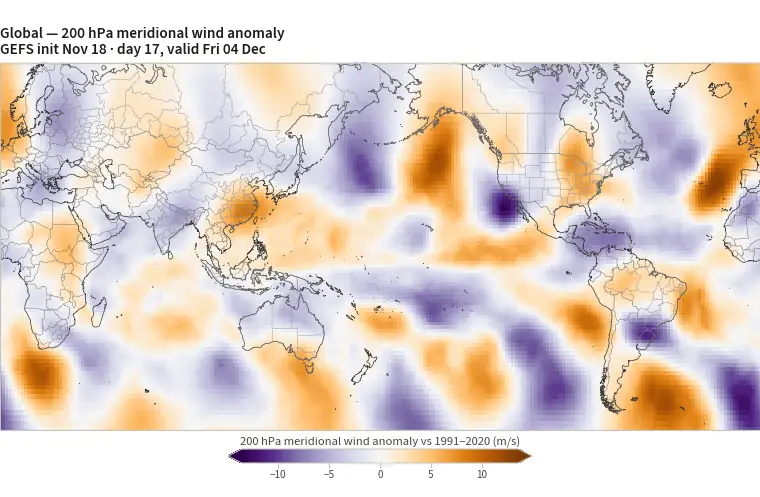 Global — 200 hPa meridional wind anomaly
GEFS init Nov 18 · day 17, valid Fri 04 Dec
200 hPa meridional wind anomaly vs 1991–2020 (m/s)
−10 −5 0 5 10